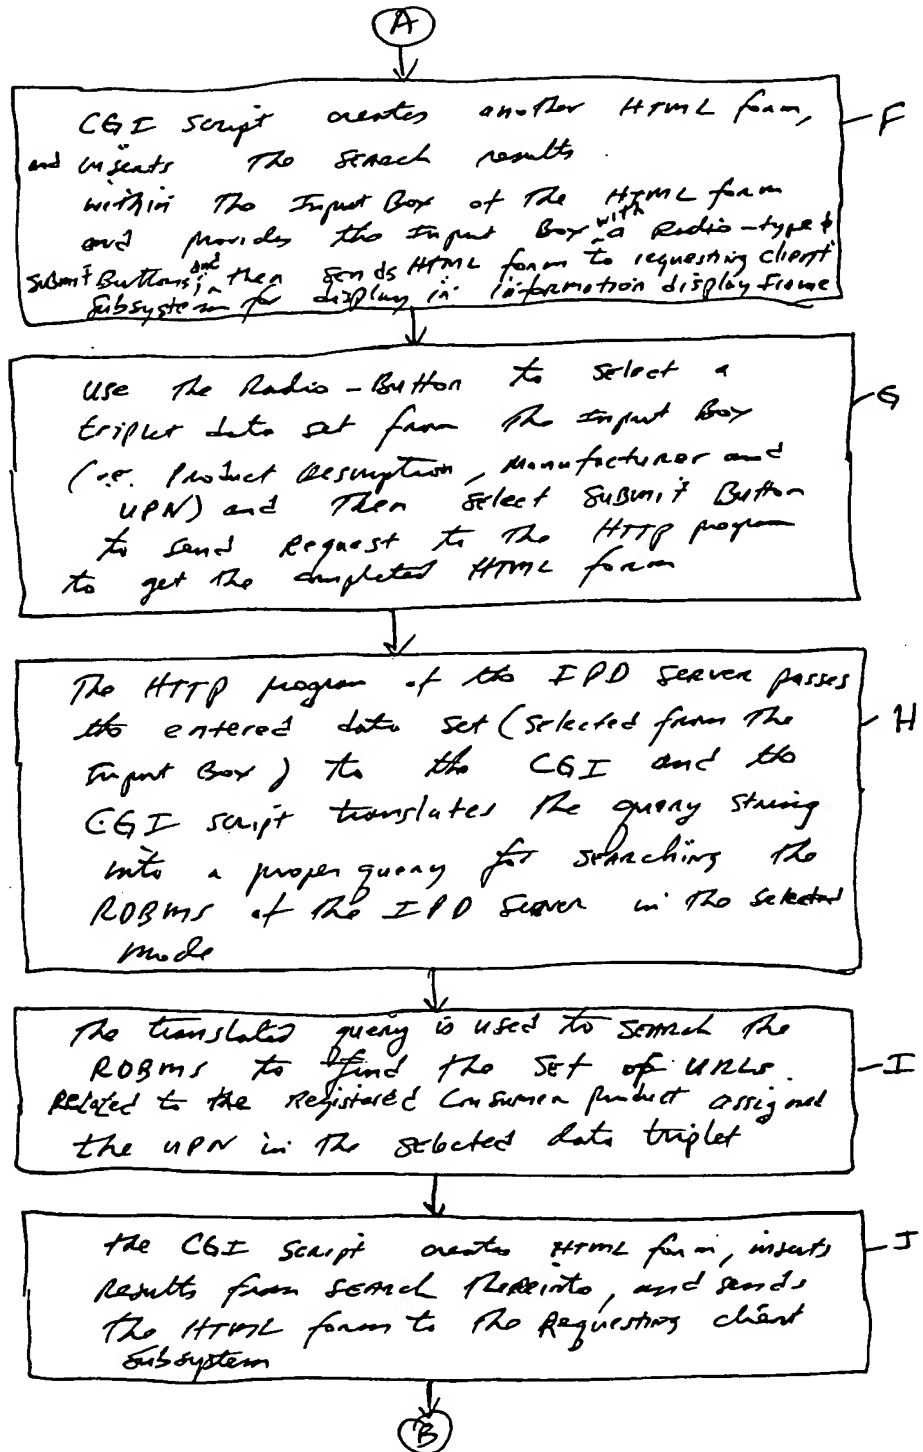 A
CGI script creates another HTML form, F
and inserts the search results
within the Input Box of the HTML form
and provides the Input Box with a Radio-type &
submit Buttons, and then sends HTML form to requesting client
subsystem for display in information display frame
use the Radio-Button to select a
triplet data set from the Input Box G
(i.e. Product Description, Manufacturer and
UPN) and then select submit Button
to send Request to the HTTP program
to get the completed HTML form
The HTTP program of the IPD Server passes
the entered data set (selected from the H
Input Box) to the CGI and the
CGI script translates the query string
into a proper query for searching the
RDBMS of the IPD Server in the selected
mode
The translated query is used to search the
RDBMS to find the set of URLs I
Related to the Registered Consumer product assigned
the UPN in the selected data triplet
the CGI script creates HTML form, inserts J
Results from search thereinto, and sends
the HTML form to the Requesting client
subsystem
B